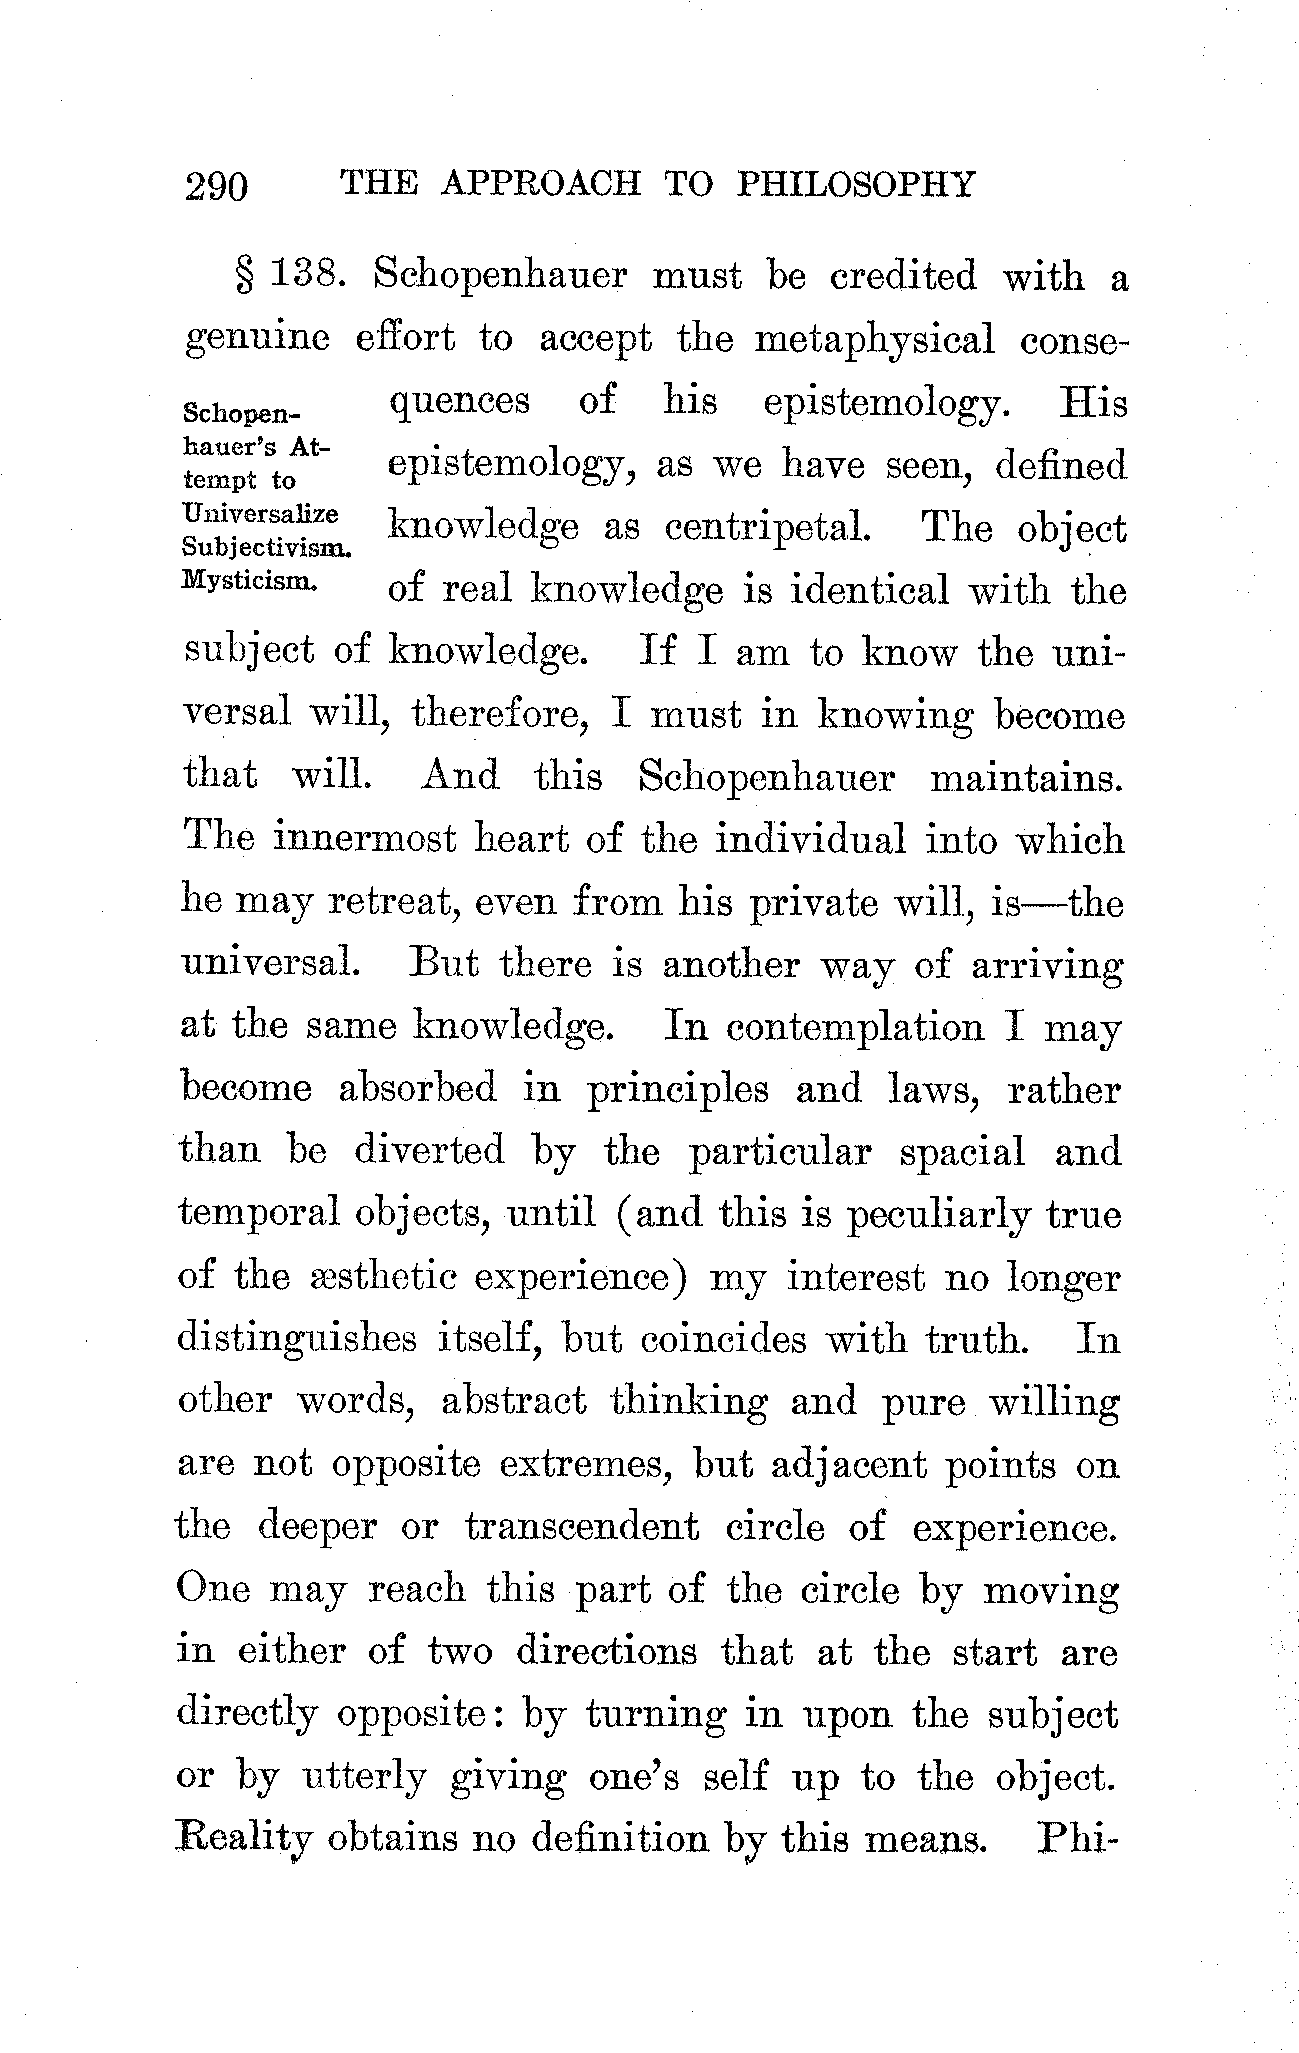 290 THE APPROACH TO PHILOSOPHY
§ 138. Schopenhauer must be credited with a
genuine effort to accept the metaphysical conse-
Schopen-
hauer's At-
tempt to
Universalize
Subjectivism.
Mysticism.
quences of his epistemology. His
epistemology, as we have seen, defined
knowledge as centripetal. The object
of real knowledge is identical with the
subject of knowledge. If I am to know the uni-
versal will, therefore, I must in knowing become
that will. And this Schopenhauer maintains.
The innermost heart of the individual into which
he may retreat, even from his private will, is—the
universal. But there is another way of arriving
at the same knowledge. In contemplation I may
become absorbed in principles and laws, rather
than be diverted by the particular spacial and
temporal objects, until (and this is peculiarly true
of the æsthetic experience) my interest no longer
distinguishes itself, but coincides with truth. In
other words, abstract thinking and pure willing
are not opposite extremes, but adjacent points on
the deeper or transcendent circle of experience.
One may reach this part of the circle by moving
in either of two directions that at the start are
directly opposite: by turning in upon the subject
or by utterly giving one's self up to the object.
Reality obtains no definition by this means. Phi-